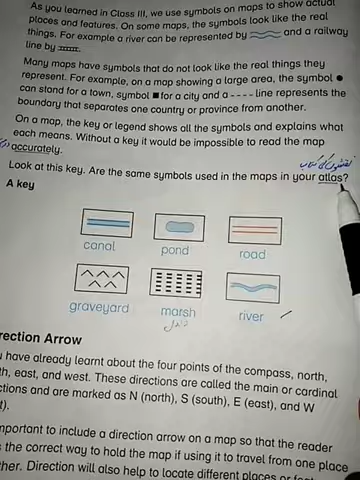 As you learned in Class III, we use symbols on maps to show actual
places and features. On some maps, the symbols look like the real
things. For example a river can be represented by and a railway
line by
Many maps have symbols that do not look like the real things they
represent. For example, on a map showing a large area, the symbol ●
can stand for a town, symbol ■ for a city and a ---- line represents the
boundary that separates one country or province from another.
On a map, the key or legend shows all the symbols and explains what
each means. Without a key it would be impossible to read the map
accurately.
Look at this key. Are the same symbols used in the maps in your atlas?
A key
canal pond road
graveyard marsh river
دلدل
rection Arrow
have already learnt about the four points of the compass, north,
th, east, and west. These directions are called the main or cardinal
ctions and are marked as N (north), S (south), E (east), and W
t).
mportant to include a direction arrow on a map so that the reader
the correct way to hold the map if using it to travel from one place
ther. Direction will also help to locate different places or